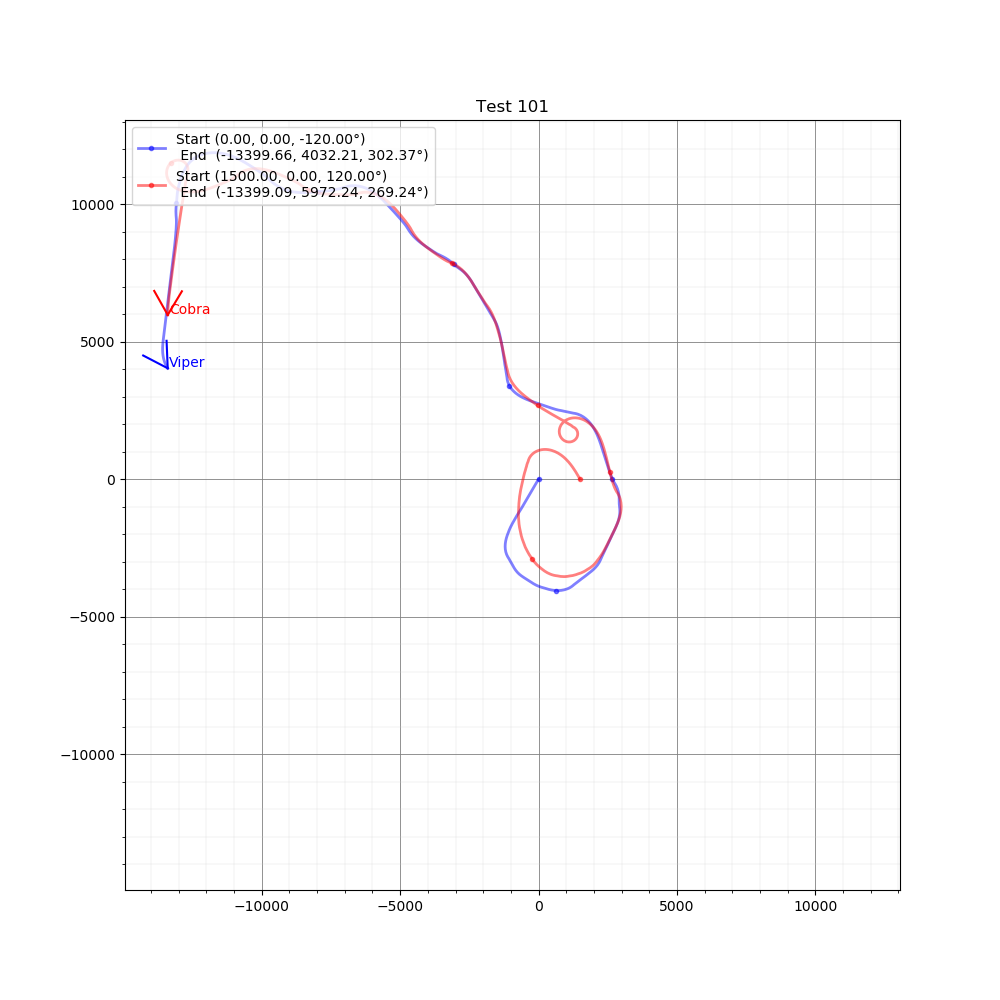 Test 101
Start (0.00, 0.00, -120.00°)
End (-13399.66, 4032.21, 302.37°)
Start (1500.00, 0.00, 120.00°)
End (-13399.09, 5972.24, 269.24°)
10000
5000
0
−5000
−10000
Cobra
Viper
−10000
−5000
0
5000
10000